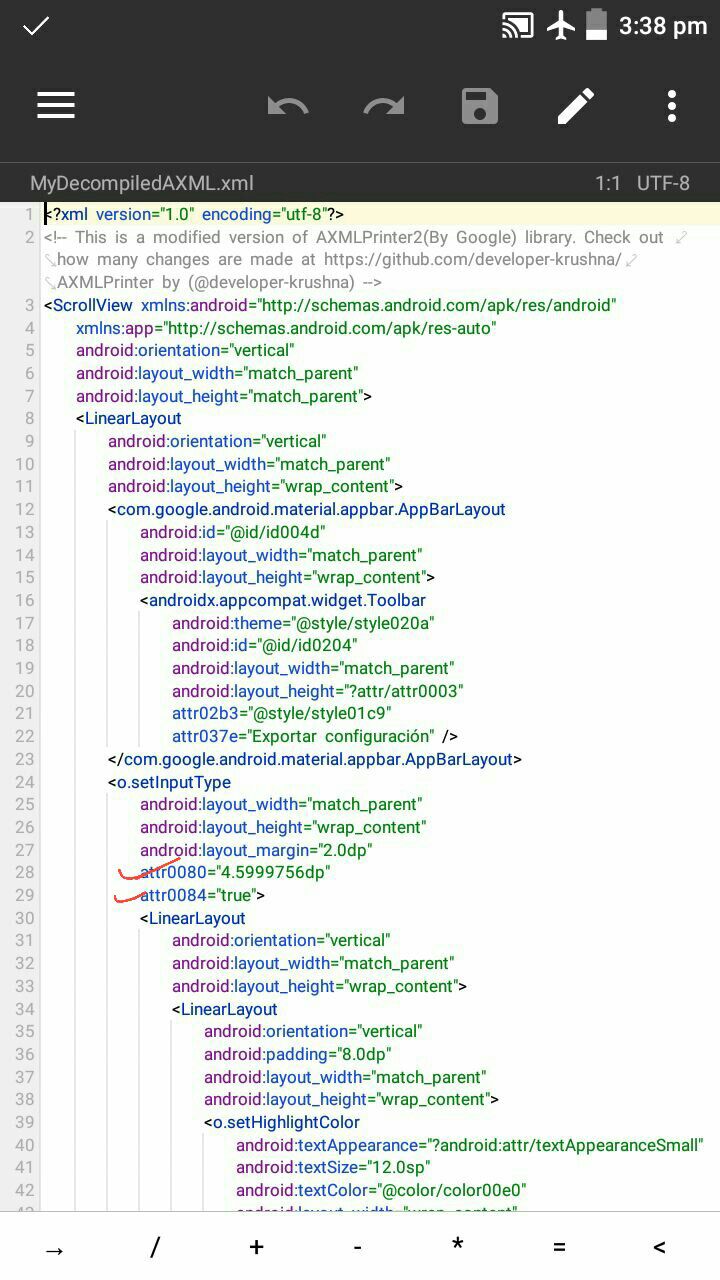 3:38 pm
MyDecompiledAXML.xml 1:1 UTF-8
1 <?xml version="1.0" encoding="utf-8"?>
2 <!-- This is a modified version of AXMLPrinter2(By Google) library. Check out
how many changes are made at https://github.com/developer-krushna/
AXMLPrinter by (@developer-krushna) -->
3 <ScrollView xmlns:android="http://schemas.android.com/apk/res/android"
4 xmlns:app="http://schemas.android.com/apk/res-auto"
5 android:orientation="vertical"
6 android:layout_width="match_parent"
7 android:layout_height="match_parent">
8 <LinearLayout
9 android:orientation="vertical"
10 android:layout_width="match_parent"
11 android:layout_height="wrap_content">
12 <com.google.android.material.appbar.AppBarLayout
13 android:id="@id/id004d"
14 android:layout_width="match_parent"
15 android:layout_height="wrap_content">
16 <androidx.appcompat.widget.Toolbar
17 android:theme="@style/style020a"
18 android:id="@id/id0204"
19 android:layout_width="match_parent"
20 android:layout_height="?attr/attr0003"
21 attr02b3="@style/style01c9"
22 attr037e="Exportar configuración" />
23 </com.google.android.material.appbar.AppBarLayout>
24 <o.setInputType
25 android:layout_width="match_parent"
26 android:layout_height="wrap_content"
27 android:layout_margin="2.0dp"
28 attr0080="4.5999756dp"
29 attr0084="true">
30 <LinearLayout
31 android:orientation="vertical"
32 android:layout_width="match_parent"
33 android:layout_height="wrap_content">
34 <LinearLayout
35 android:orientation="vertical"
36 android:padding="8.0dp"
37 android:layout_width="match_parent"
38 android:layout_height="wrap_content">
39 <o.setHighlightColor
40 android:textAppearance="?android:attr/textAppearanceSmall"
41 android:textSize="12.0sp"
42 android:textColor="@color/color00e0"
→ / + - * = <